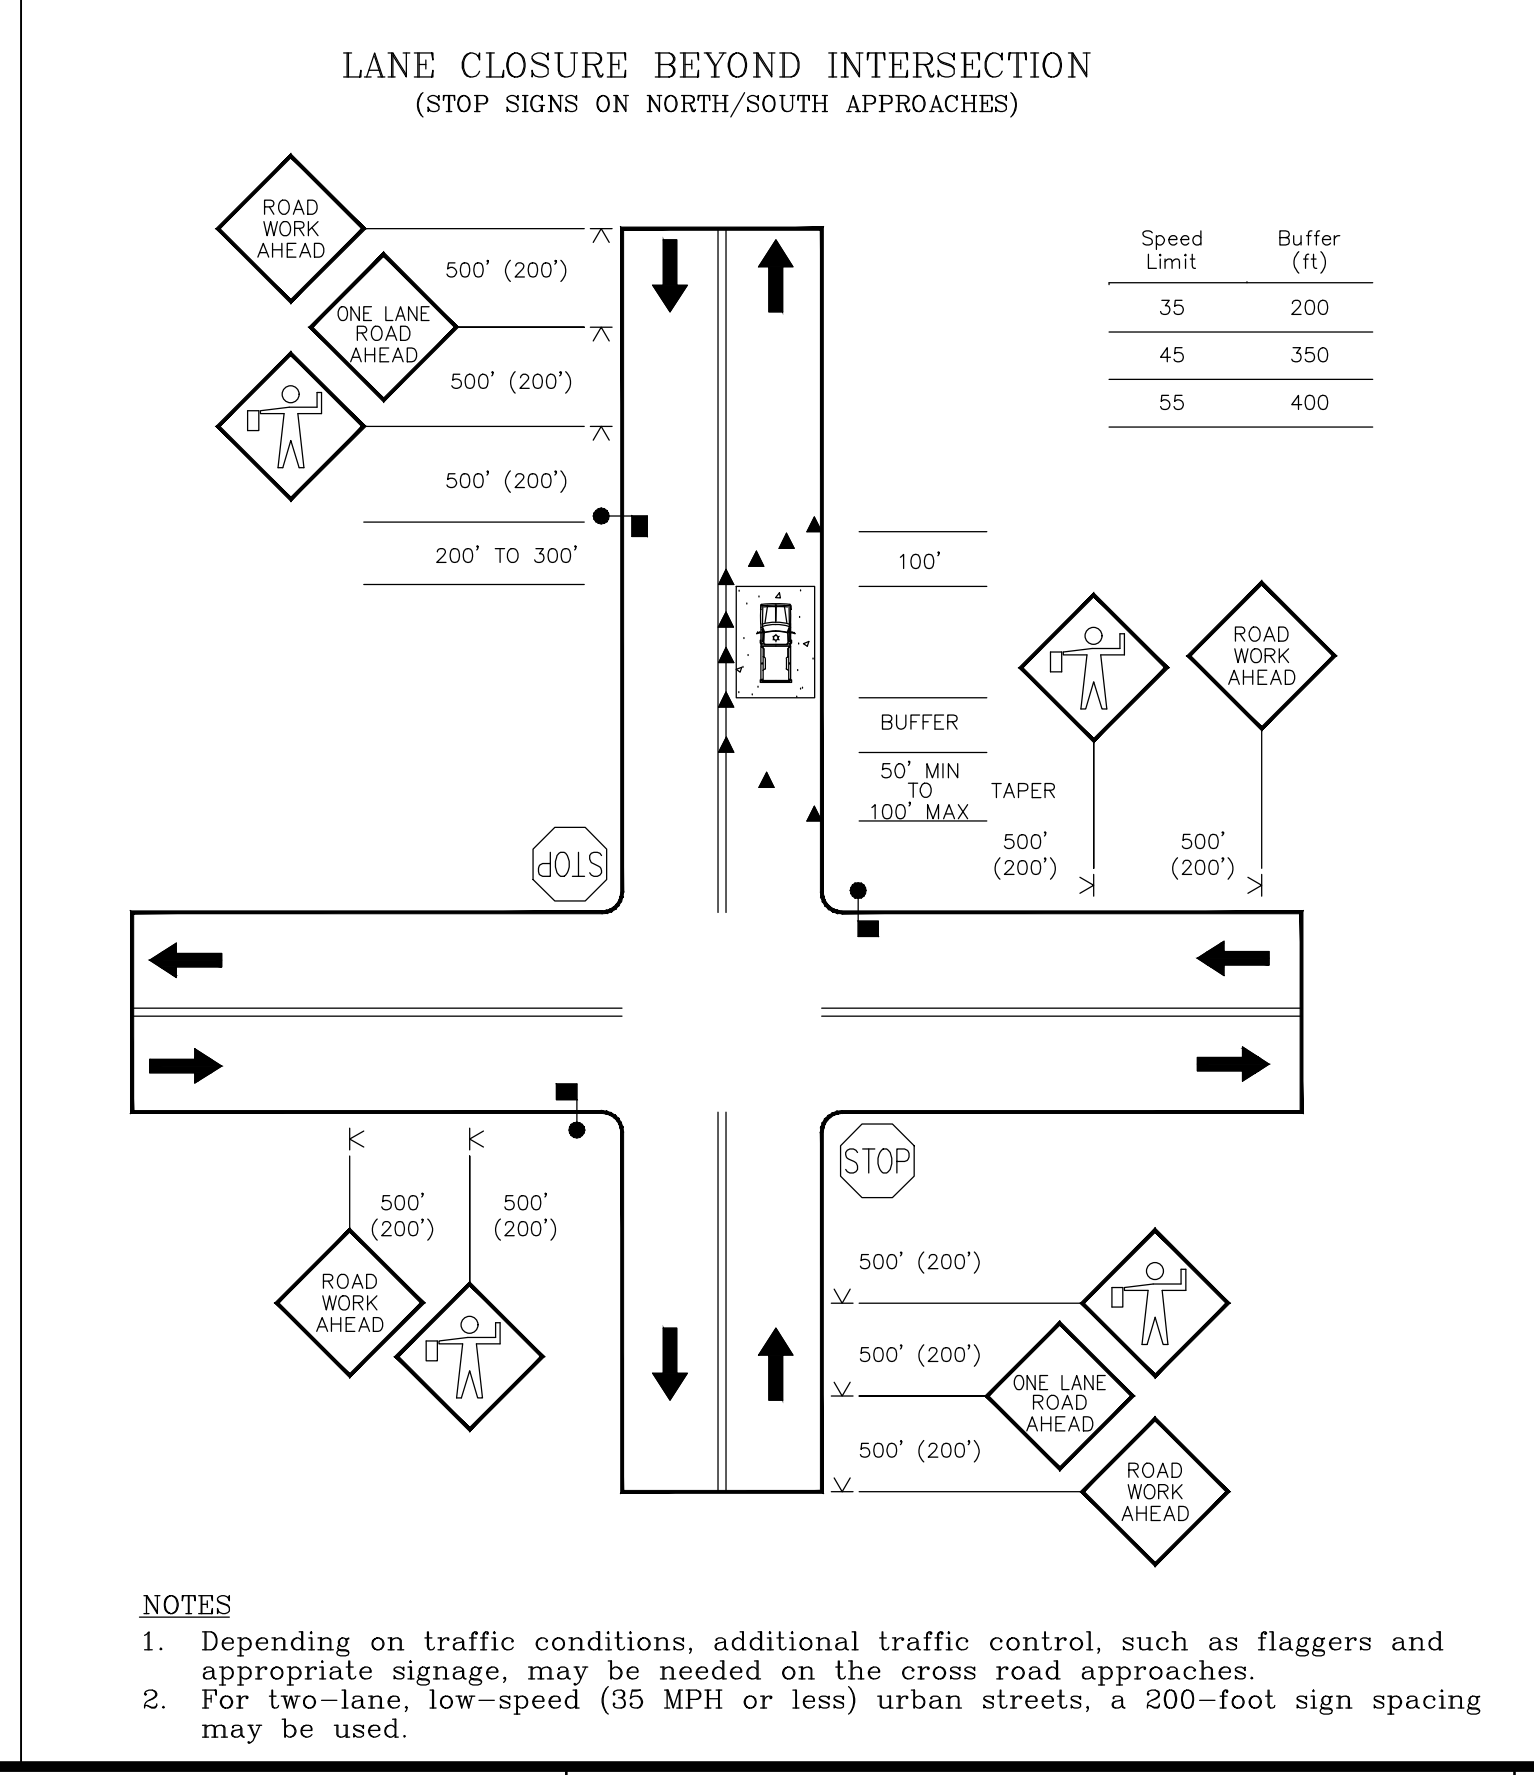 LANE CLOSURE BEYOND INTERSECTION
(STOP SIGNS ON NORTH/SOUTH APPROACHES)
ROAD
WORK
AHEAD
500' (200')
ONE LANE
ROAD
AHEAD
500' (200')
500' (200')
200' TO 300'
Speed Limit Buffer (ft)
35 200
45 350
55 400
100'
BUFFER
50' MIN
TO
100' MAX
TAPER
500'
(200')
ROAD
WORK
AHEAD
500'
(200')
STOP
STOP
500'
(200')
500'
(200')
ROAD
WORK
AHEAD
500' (200')
500' (200')
ONE LANE
ROAD
AHEAD
500' (200')
ROAD
WORK
AHEAD
NOTES
1. Depending on traffic conditions, additional traffic control, such as flaggers and
appropriate signage, may be needed on the cross road approaches.
2. For two-lane, low-speed (35 MPH or less) urban streets, a 200-foot sign spacing
may be used.